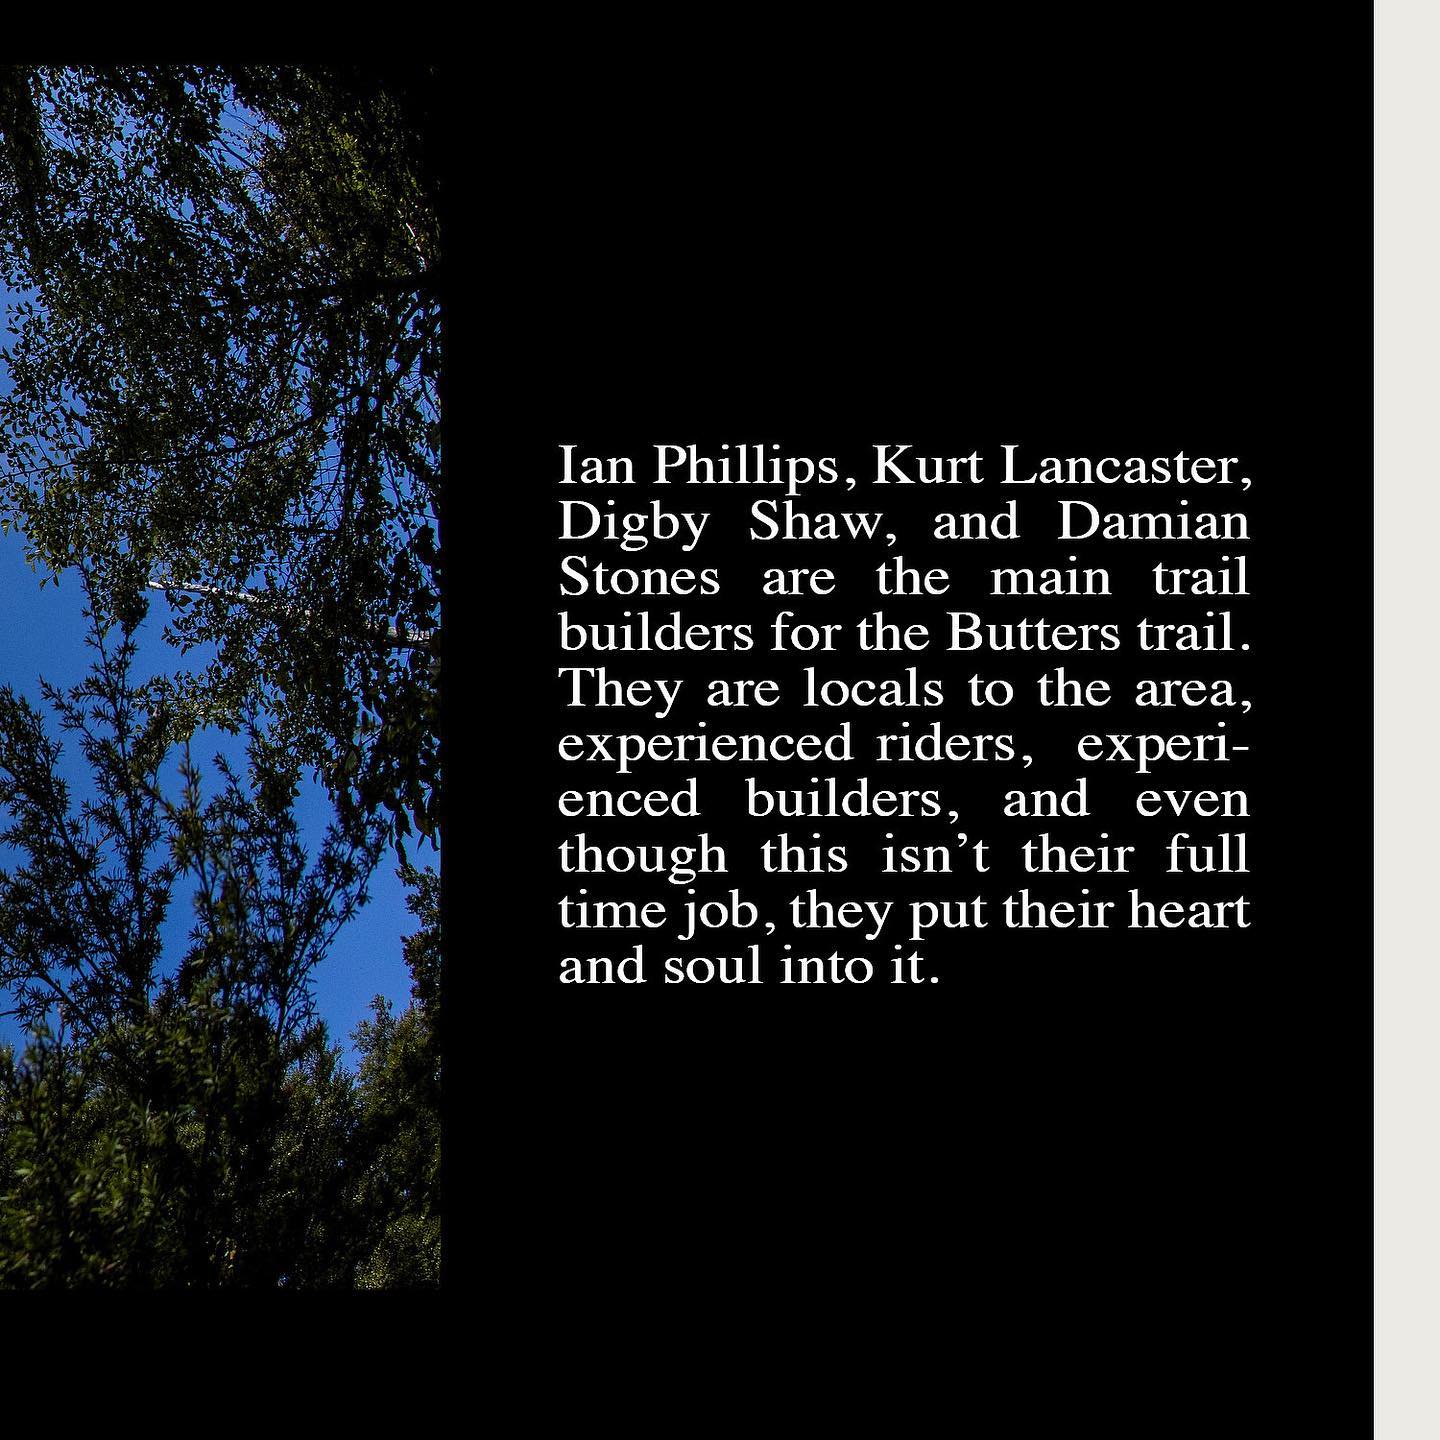 Ian Phillips, Kurt Lancaster,
Digby Shaw, and Damian
Stones are the main trail
builders for the Butters trail.
They are locals to the area,
experienced riders, experi-
enced builders, and even
though this isn’t their full
time job, they put their heart
and soul into it.